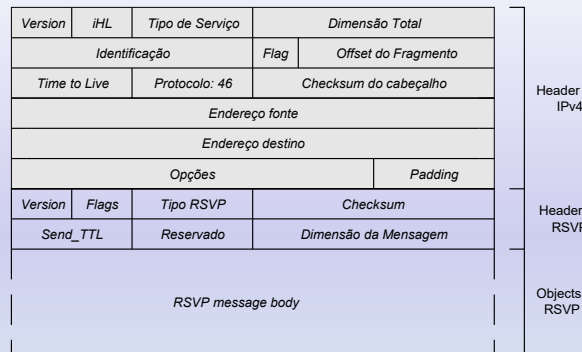 Version iHL Tipo de Serviço Dimensão Total
Identificação Flag Offset do Fragmento
Time to Live Protocolo: 46 Checksum do cabeçalho
Endereço fonte
Endereço destino
Opções Padding
Version Flags Tipo RSVP Checksum
Send_TTL Reservado Dimensão da Mensagem
RSVP message body
Header
IPv4
Header
RSVP
Objects
RSVP